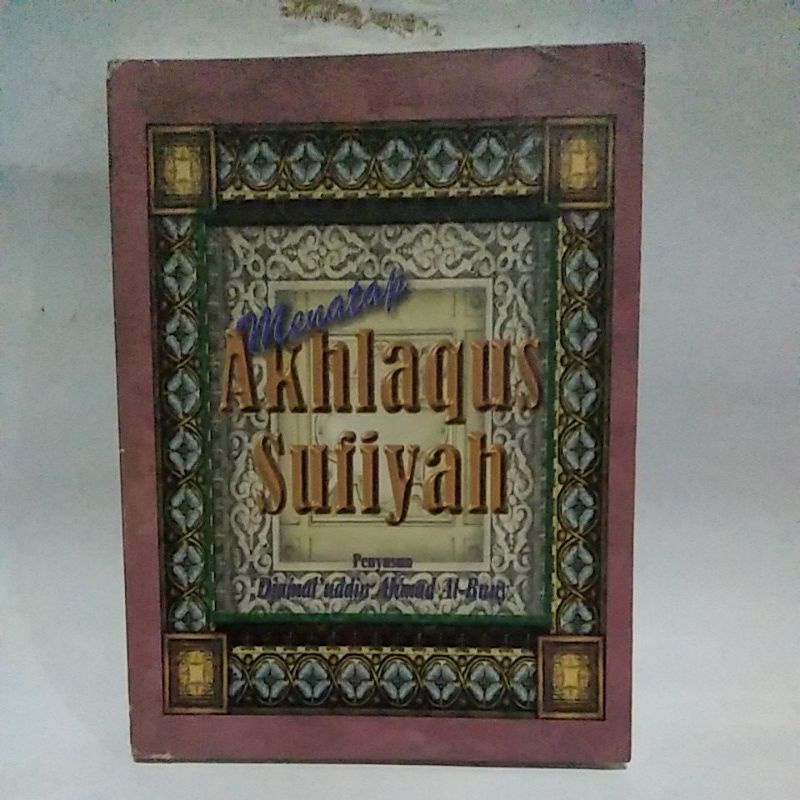 Menatap
Akhlaqus
Sufiyah
Penyusun
Djamal'uddin Ahmad Al-Buny